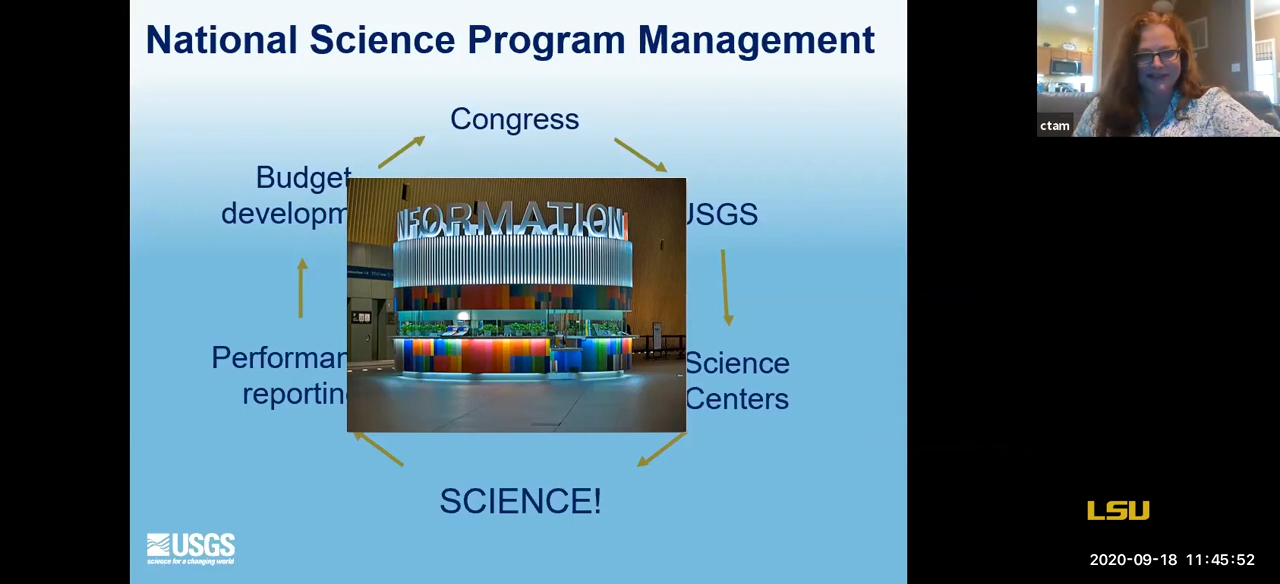 National Science Program Management
Congress
Budget
developm
USGS
INFORMATION
Performan
reporting
Science
Centers
SCIENCE!
USGS
science for a changing world
ctam
LSU
2020-09-18 11:45:52